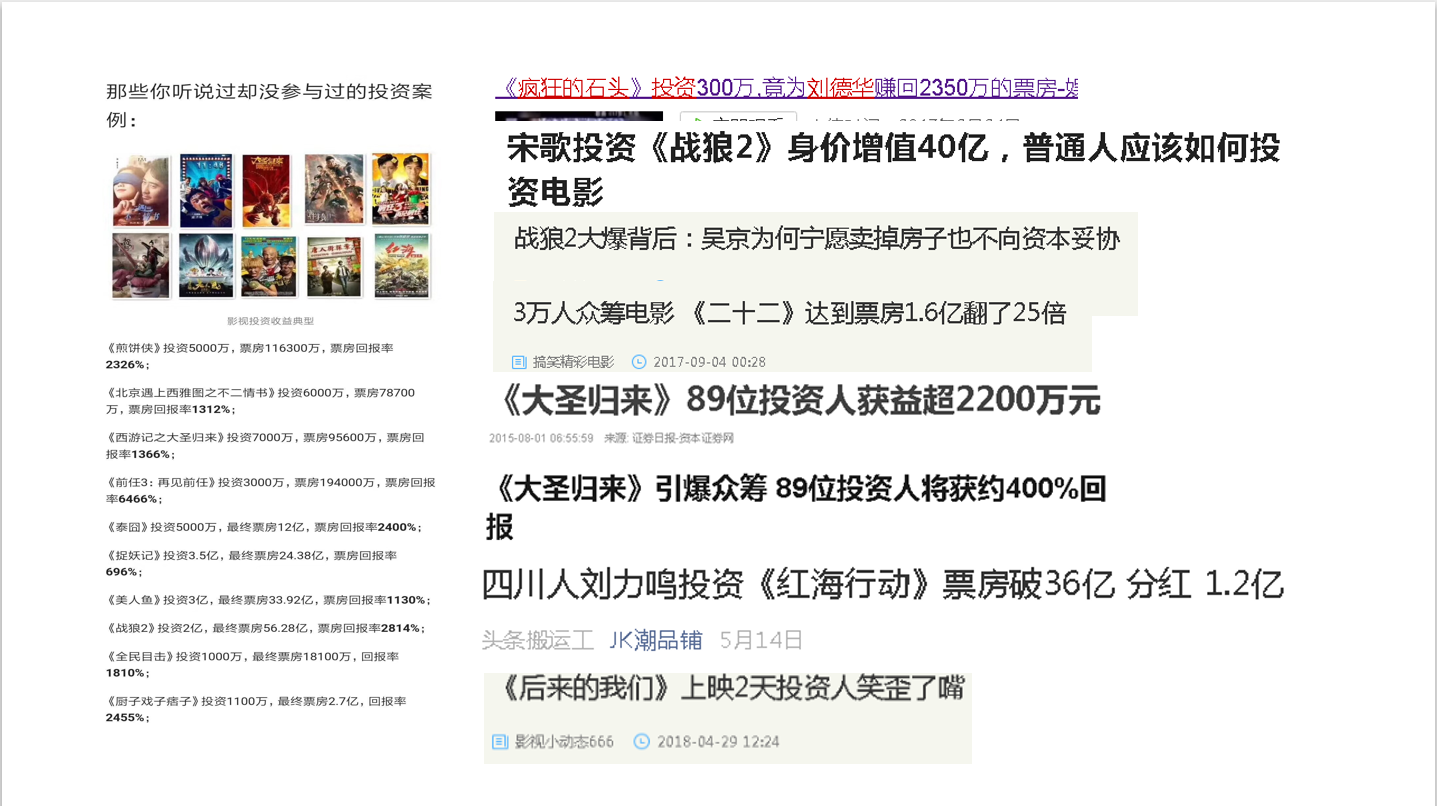 那些你听说过却没参与过的投资案
例：
影视投资收益典型
《煎饼侠》投资5000万，票房116300万，票房回报率
2326%；
《北京遇上西雅图之不二情书》投资6000万，票房78700
万，票房回报率1312%；
《西游记之大圣归来》投资7000万，票房95600万，票房回
报率1366%；
《前任3：再见前任》投资3000万，票房194000万，票房回报
率6466%；
《泰囧》投资5000万，最终票房12亿，票房回报率2400%；
《捉妖记》投资3.5亿，最终票房24.38亿，票房回报率
696%；
《美人鱼》投资3亿，最终票房33.92亿，票房回报率1130%；
《战狼2》投资2亿，最终票房56.28亿，票房回报率2814%；
《全民目击》投资1000万，最终票房18100万，回报率
1810%；
《厨子戏子痞子》投资1100万，最终票房2.7亿，回报率
2455%；
《疯狂的石头》投资300万,竟为刘德华赚回2350万的票房-
宋歌投资《战狼2》身价增值40亿，普通人应该如何投
资电影
战狼2大爆背后：吴京为何宁愿卖掉房子也不向资本妥协
3万人众筹电影 《二十二》达到票房1.6亿翻了25倍
搞笑精彩电影 2017-09-04 00:28
《大圣归来》89位投资人获益超2200万元
2015-08-01 06:55:59 来源: 证券日报-资本证券网
《大圣归来》引爆众筹 89位投资人将获约400%回
报
四川人刘力鸣投资《红海行动》票房破36亿 分红 1.2亿
头条搬运工 JK潮品铺 5月14日
《后来的我们》上映2天投资人笑歪了嘴
影视小动态666 2018-04-29 12:24